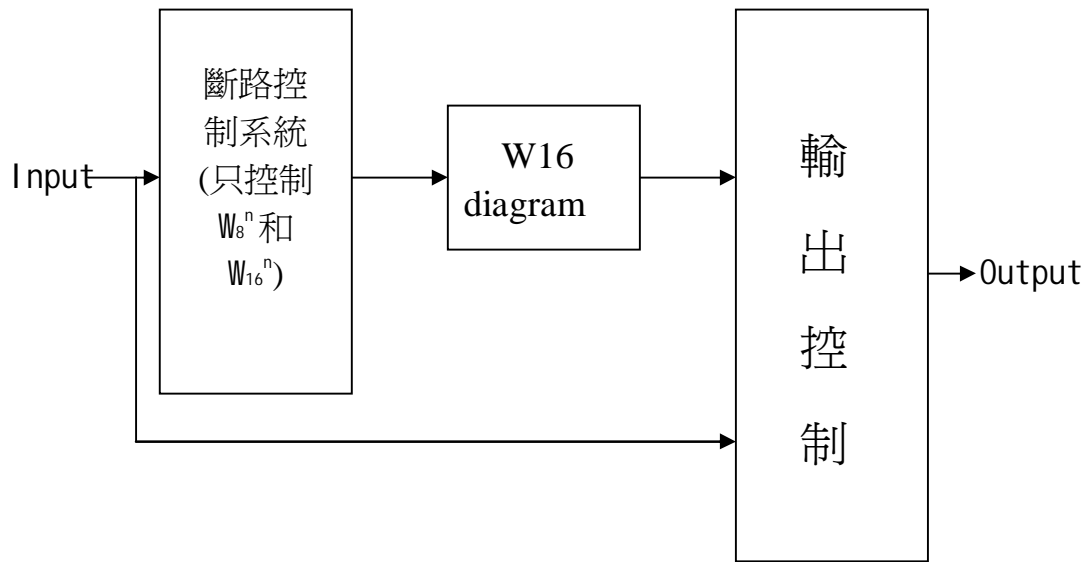 Input
斷路控
制系統
(只控制
W₈ⁿ和
W₁₆ⁿ)
W16
diagram
輸
出
控
制
Output